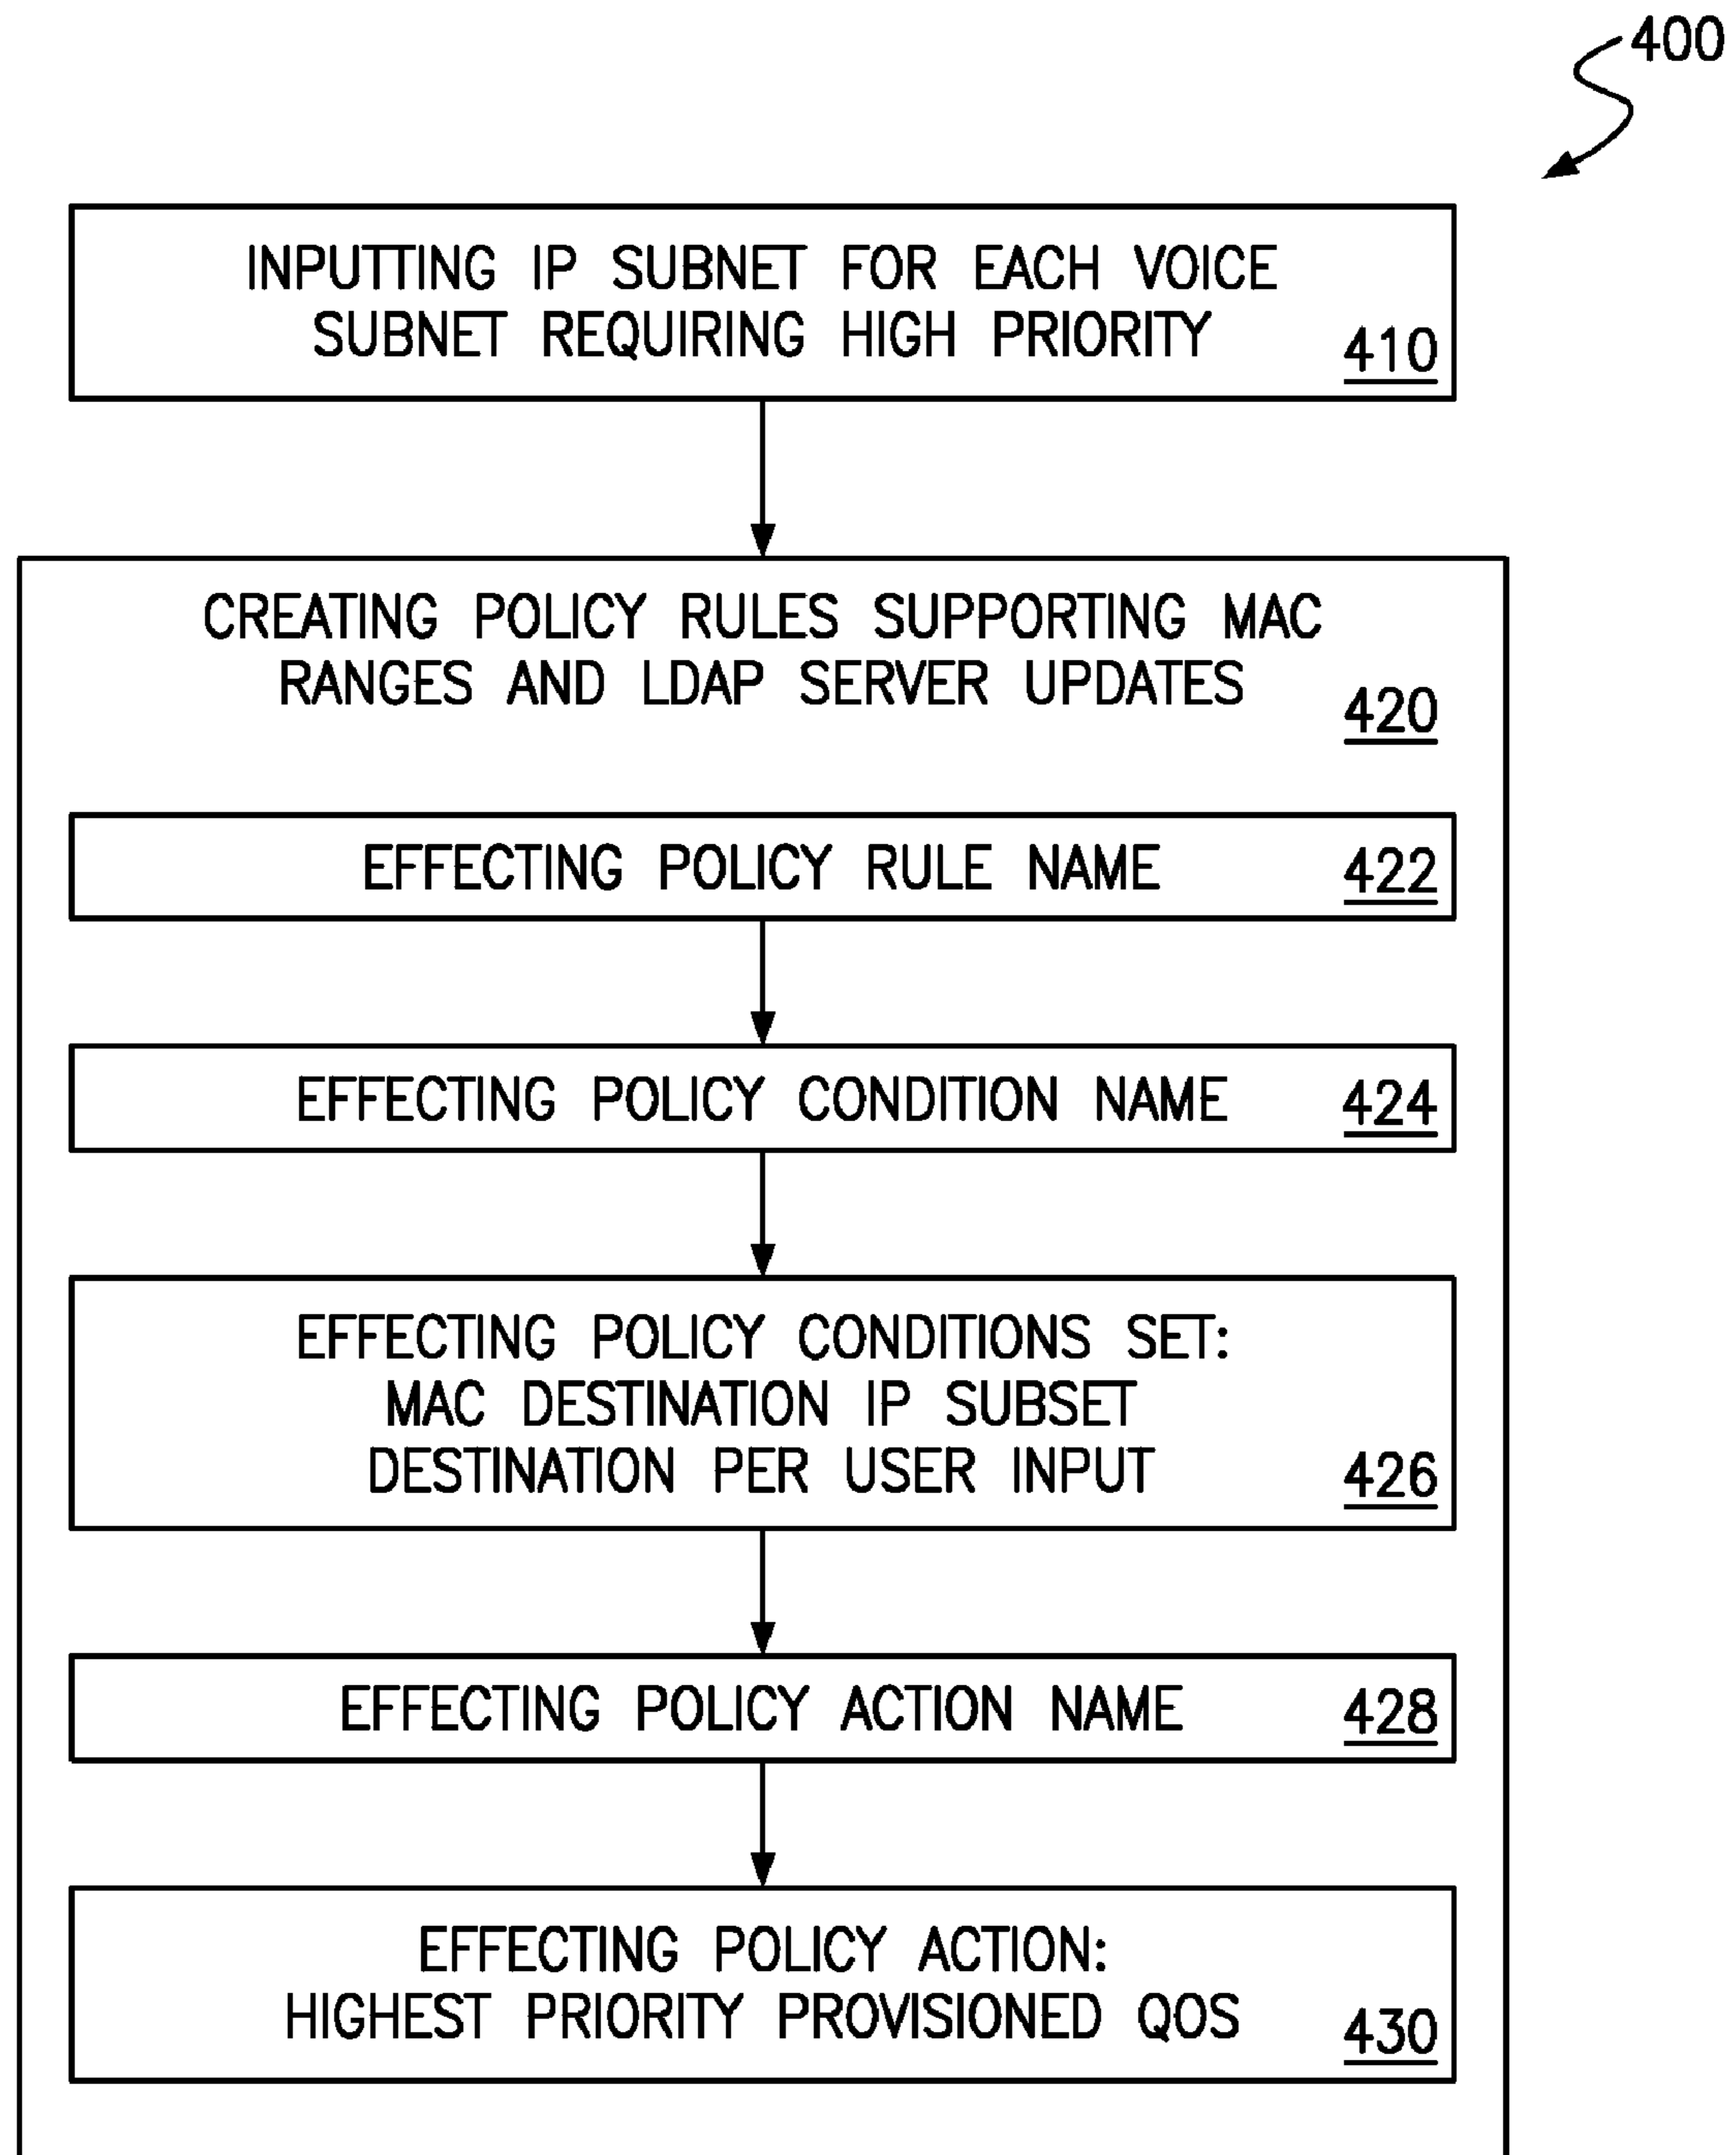 400
INPUTTING IP SUBNET FOR EACH VOICE
SUBNET REQUIRING HIGH PRIORITY
410
CREATING POLICY RULES SUPPORTING MAC
RANGES AND LDAP SERVER UPDATES
420
EFFECTING POLICY RULE NAME 422
EFFECTING POLICY CONDITION NAME 424
EFFECTING POLICY CONDITIONS SET:
MAC DESTINATION IP SUBSET
DESTINATION PER USER INPUT 426
EFFECTING POLICY ACTION NAME 428
EFFECTING POLICY ACTION:
HIGHEST PRIORITY PROVISIONED QOS 430